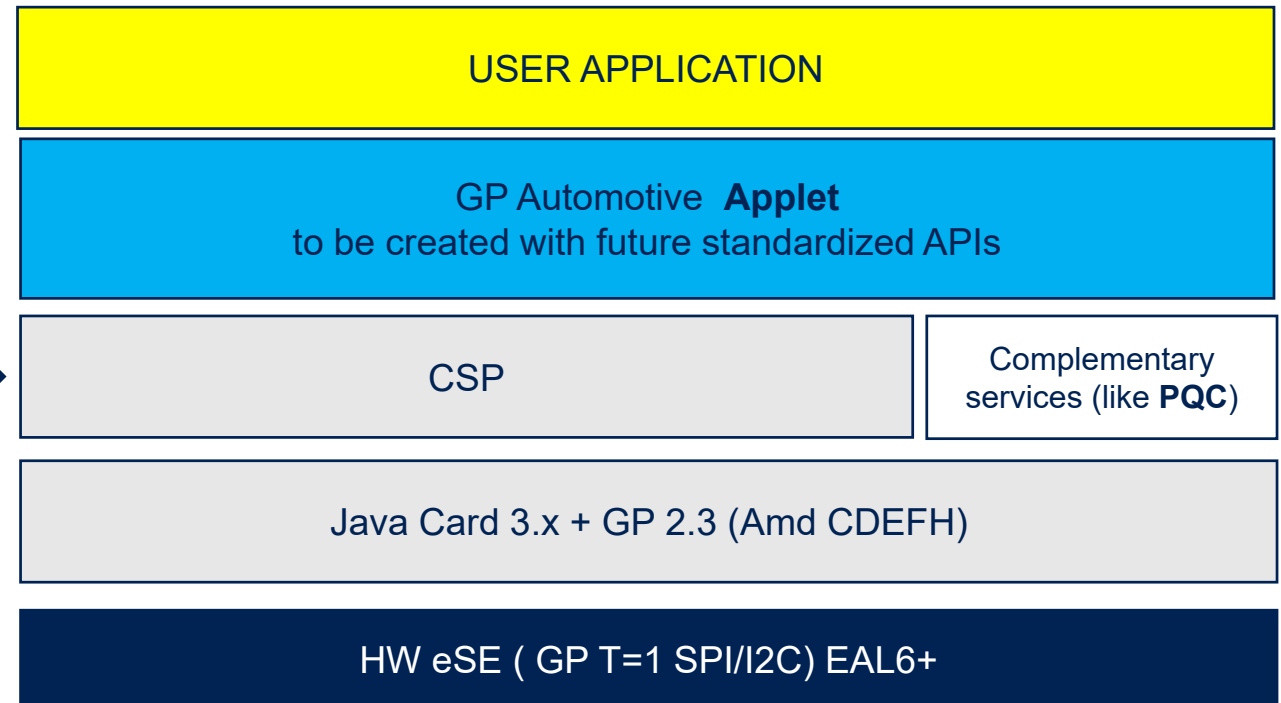 USER APPLICATION
GP Automotive Applet
to be created with future standardized APIs
CSP
Complementary
services (like PQC)
Java Card 3.x + GP 2.3 (Amd CDEFH)
HW eSE ( GP T=1 SPI/I2C) EAL6+